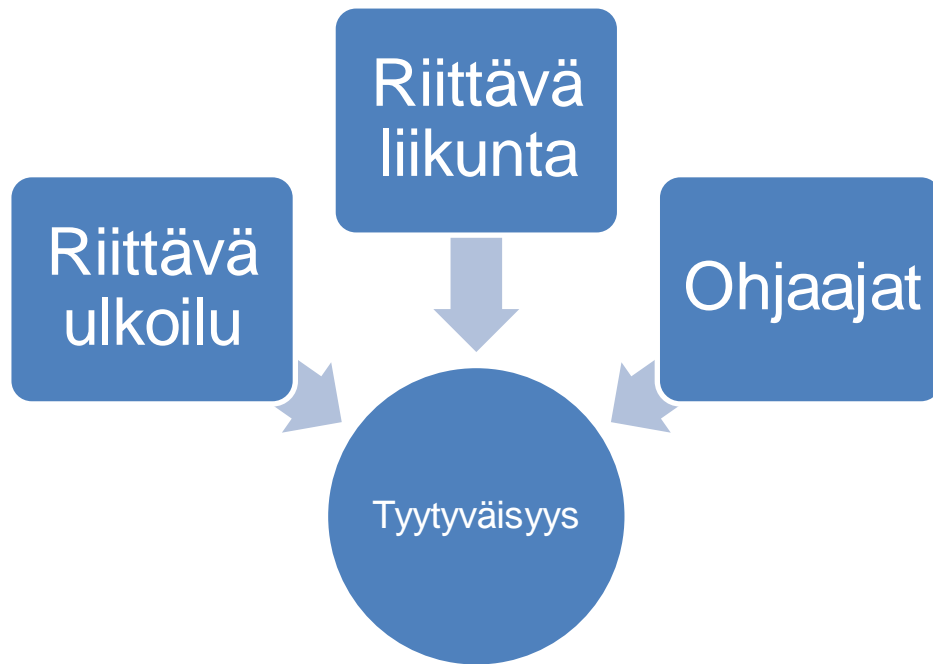 Riittävä
liikunta
Riittävä
ulkoilu
Ohjaajat
Tyytyväisyys